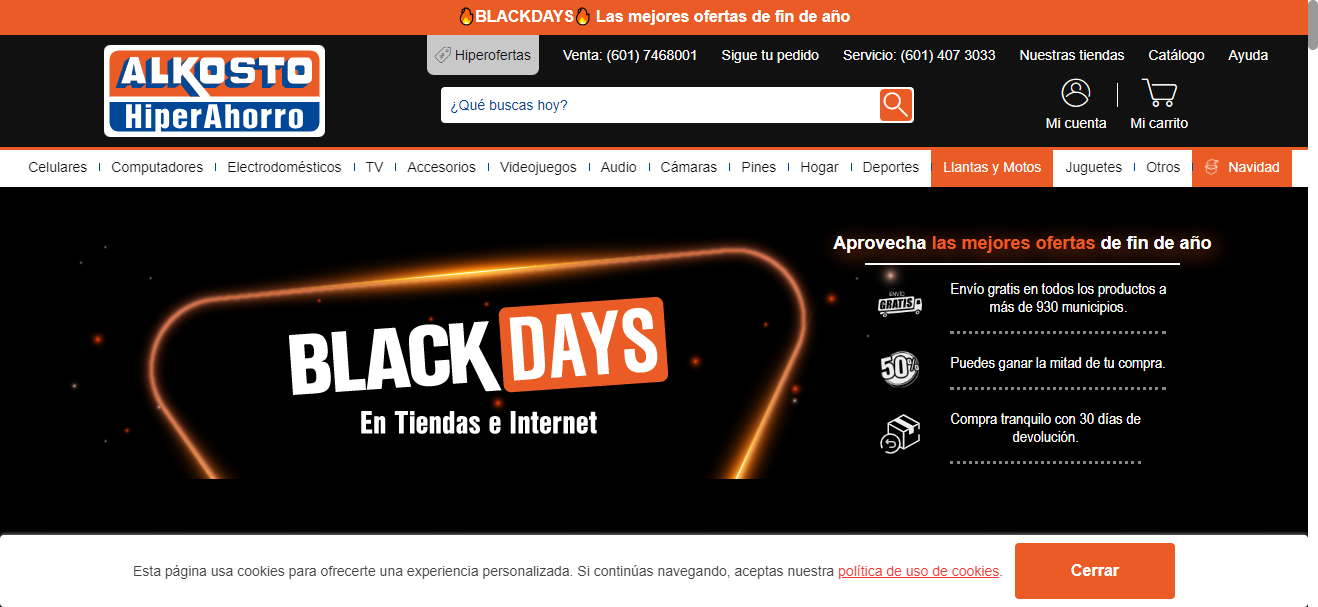 🔥BLACKDAYS🔥 Las mejores ofertas de fin de año
ALKOSTO
HiperAhorro
Hiperofertas
Venta: (601) 7468001
Sigue tu pedido
Servicio: (601) 407 3033
Nuestras tiendas
Catálogo
Ayuda
¿Qué buscas hoy?
Mi cuenta
Mi carrito
Celulares
Computadores
Electrodomésticos
TV
Accesorios
Videojuegos
Audio
Cámaras
Pines
Hogar
Deportes
Llantas y Motos
Juguetes
Otros
Navidad
BLACK DAYS
En Tiendas e Internet
Aprovecha las mejores ofertas de fin de año
ENVÍO
GRATIS
Envío gratis en todos los productos a
más de 930 municipios.
50%
Puedes ganar la mitad de tu compra.
Compra tranquilo con 30 días de
devolución.
Esta página usa cookies para ofrecerte una experiencia personalizada. Si continúas navegando, aceptas nuestra política de uso de cookies.
Cerrar